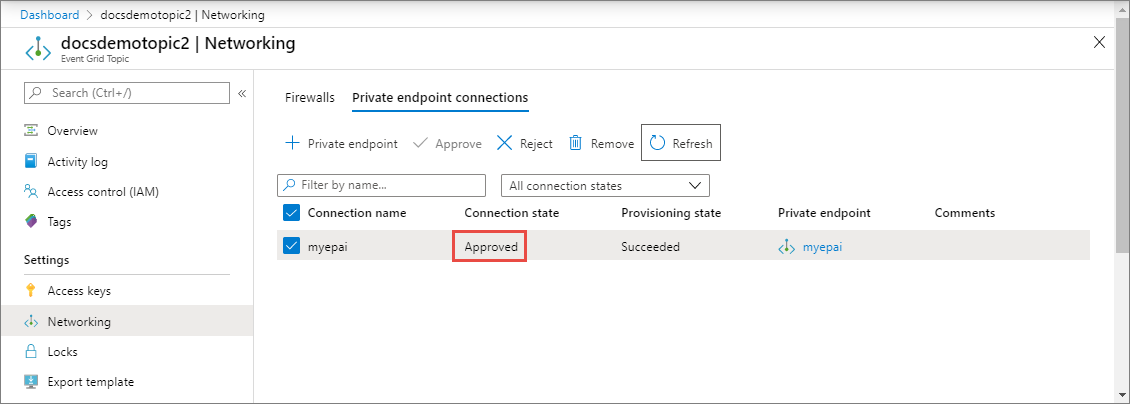 Dashboard > docsdemotopic2 | Networking
docsdemotopic2 | Networking
Event Grid Topic
Search (Ctrl+/)
«
Overview
Activity log
Access control (IAM)
Tags
Settings
Access keys
Networking
Locks
Export template
Firewalls Private endpoint connections
Private endpoint Approve Reject Remove Refresh
Filter by name... All connection states
Connection name Connection state Provisioning state Private endpoint Comments
myepai Approved Succeeded myepai